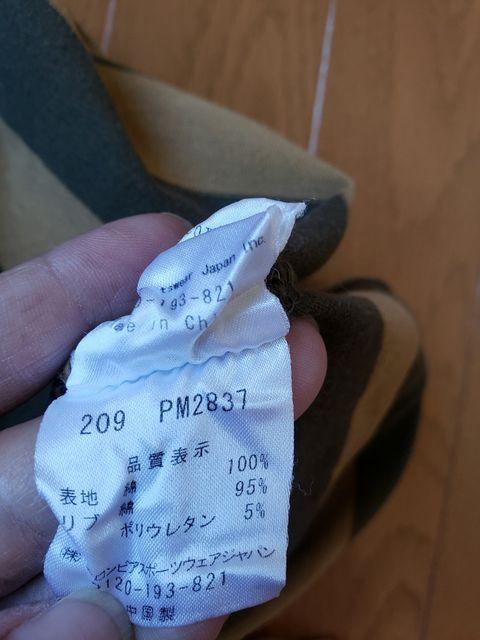 Japan Inc.
-193-821
in Chi
209 PM2837
品質表示
表地 綿 100%
リブ 綿 95%
ポリウレタン 5%
㈱ ンビアスポーツウェアジャパン
120-193-821
中国製